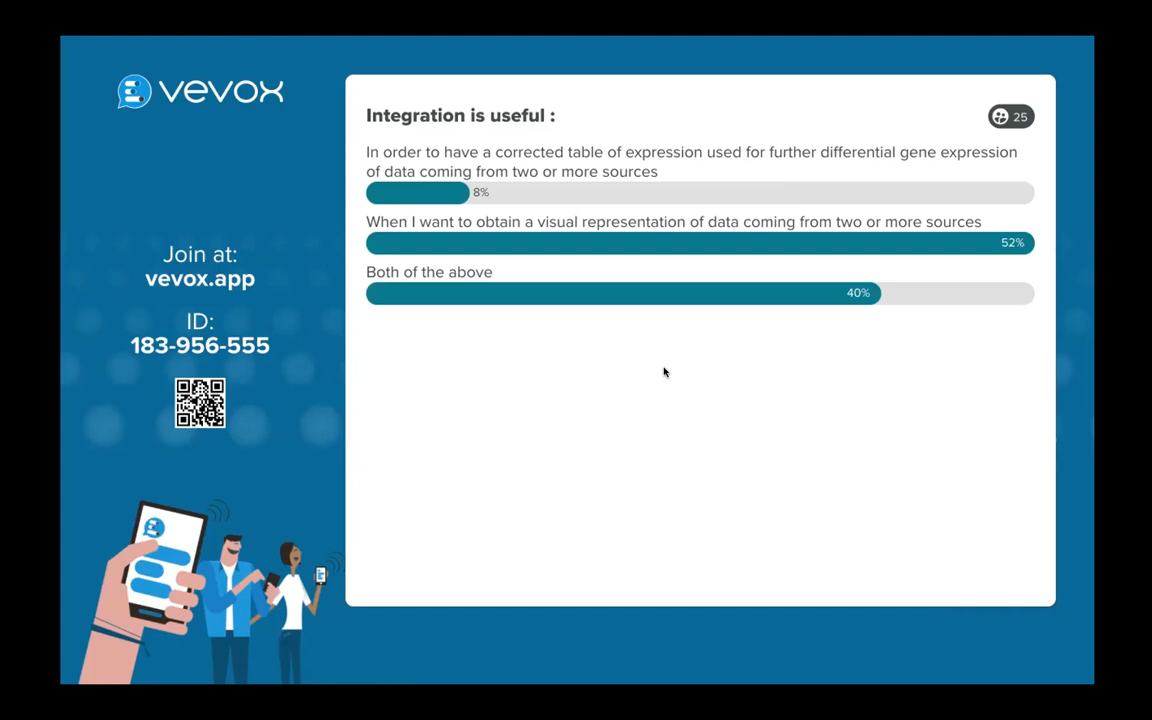 vevox
Integration is useful :
25
In order to have a corrected table of expression used for further differential gene expression
of data coming from two or more sources
8%
When I want to obtain a visual representation of data coming from two or more sources
52%
Both of the above
40%
Join at:
vevox.app
ID:
183-956-555